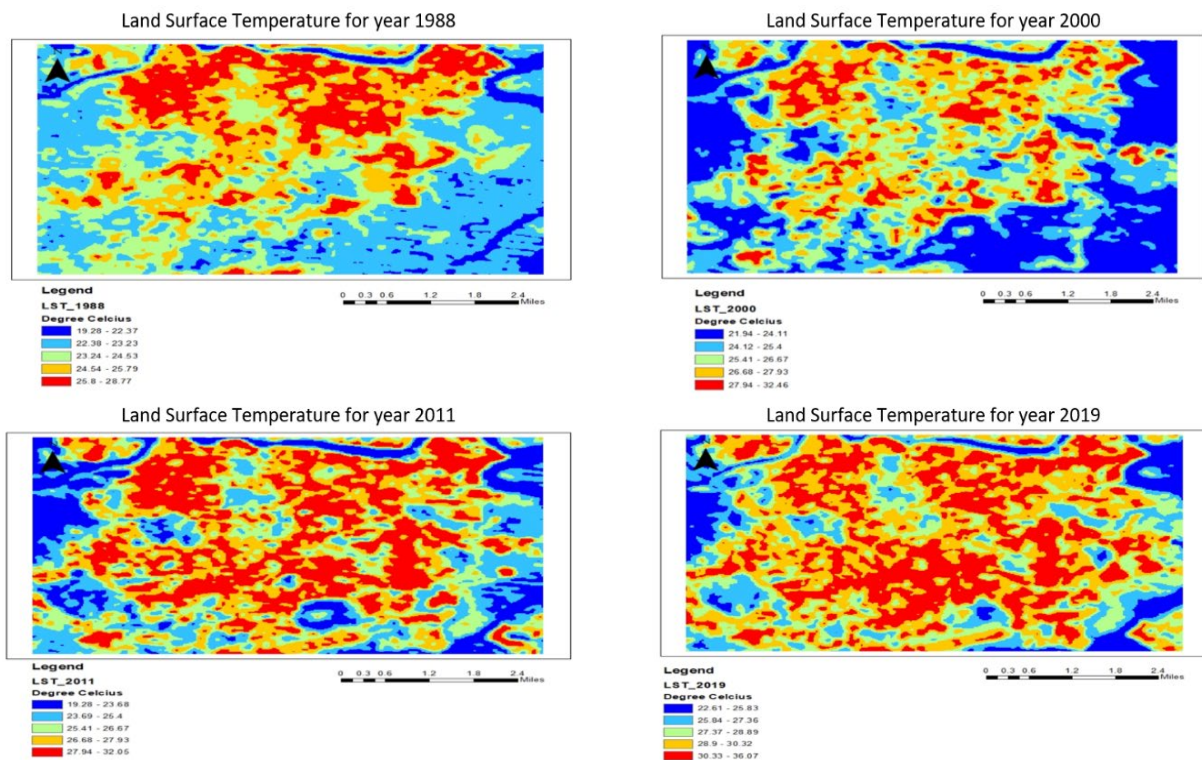 Land Surface Temperature for year 1988
N
0 0.3 0.6 1.2 1.8 2.4
Miles
Legend
LST_1988
Degree Celcius
19.28 - 22.37
22.38 - 23.23
23.24 - 24.53
24.54 - 25.79
25.8 - 28.77
Land Surface Temperature for year 2000
0 0.3 0.6 1.2 1.8 2.4
Miles
Legend
LST_2000
Degree Celcius
21.94 - 24.11
24.12 - 25.4
25.41 - 26.67
26.68 - 27.93
27.94 - 32.46
Land Surface Temperature for year 2011
0 0.3 0.6 1.2 1.8 2.4
Miles
Legend
LST_2011
Degree Celcius
19.28 - 23.68
23.69 - 25.4
25.41 - 26.67
26.68 - 27.93
27.94 - 32.05
Land Surface Temperature for year 2019
0 0.3 0.6 1.2 1.8 2.4
Miles
Legend
LST_2019
Degree Celcius
22.61 - 25.83
25.84 - 27.36
27.37 - 28.89
28.9 - 30.32
30.33 - 36.07